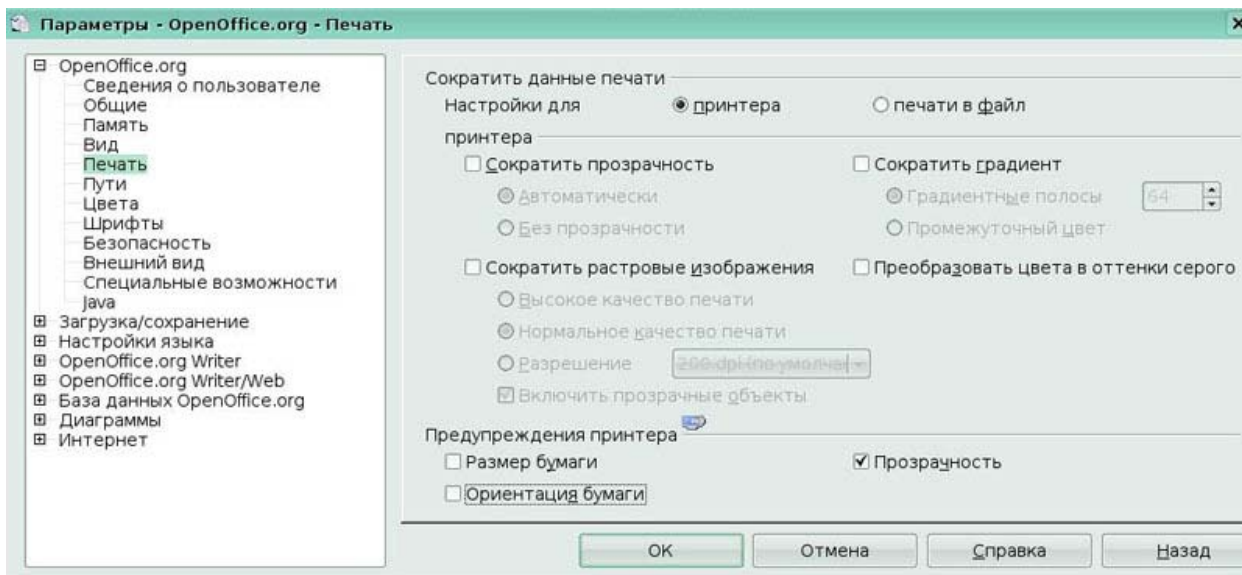 Параметры - OpenOffice.org - Печать
OpenOffice.org
Сведения о пользователе
Общие
Память
Вид
Печать
Пути
Цвета
Шрифты
Безопасность
Внешний вид
Специальные возможности
Java
Загрузка/сохранение
Настройки языка
OpenOffice.org Writer
OpenOffice.org Writer/Web
База данных OpenOffice.org
Диаграммы
Интернет
Сократить данные печати
Настройки для принтера печати в файл
принтера
Сократить прозрачность Сократить градиент
Автоматически Градиентные полосы 64
Без прозрачности Промежуточный цвет
Сократить растровые изображения Преобразовать цвета в оттенки серого
Высокое качество печати
Нормальное качество печати
Разрешение 200 dpi (по умолчан
Включить прозрачные объекты
Предупреждения принтера
Размер бумаги Прозрачность
Ориентация бумаги
OK Отмена Справка Назад